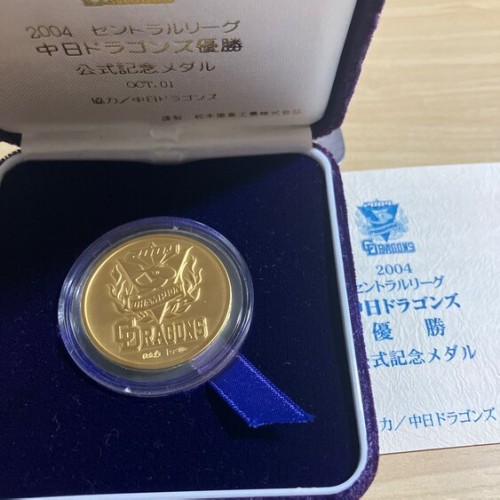 2004 セントラルリーグ
中日ドラゴンズ優勝
公式記念メダル
OCT.01
協力/中日ドラゴンズ
CHAMPION
DRAGONS
DRAGONS
2004
セントラルリーグ
中日ドラゴンズ
優 勝
公式記念メダル
力/中日ドラゴンズ